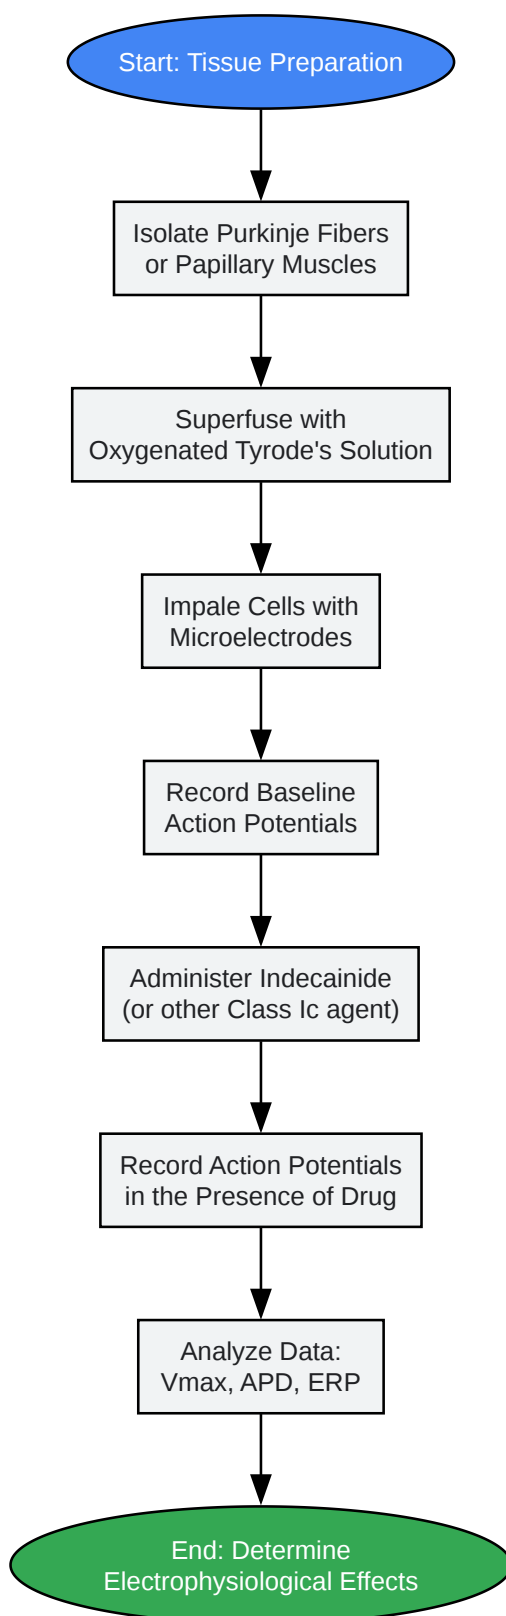 Start: Tissue Preparation
Isolate Purkinje Fibers
or Papillary Muscles
Superfuse with
Oxygenated Tyrode's Solution
Impale Cells with
Microelectrodes
Record Baseline
Action Potentials
Administer Indecainide
(or other Class Ic agent)
Record Action Potentials
in the Presence of Drug
Analyze Data:
Vmax, APD, ERP
End: Determine
Electrophysiological Effects